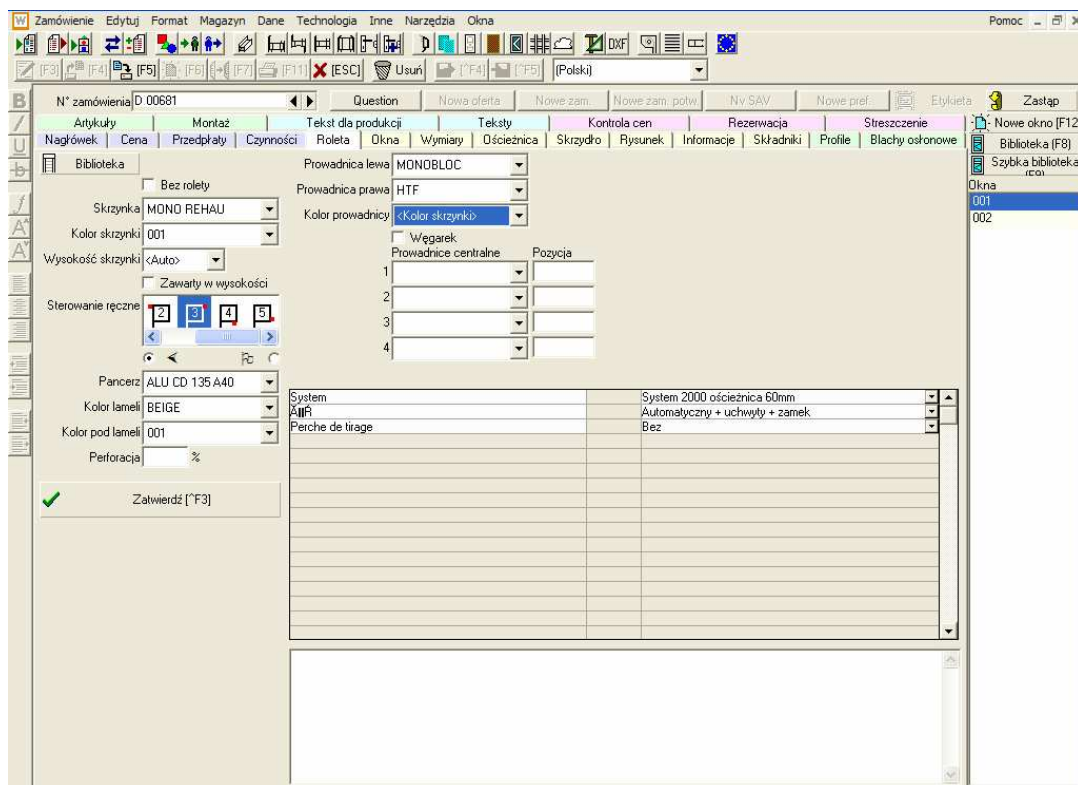 Zamówienie Edytuj Format Magazyn Dane Technologia Inne Narzędzia Okna Pomoc
DXF
[F3] [F4] [F5] [F6] [F7] [F11] [ESC] Usuń [^F4] [^F5] (Polski)
N° zamówienia D 00681 Question Nowa oferta Nowe zam. Nowe zam. potw. Nv SAV Nowe pref. Etykieta Zastąp
Artykuły Montaż Tekst dla produkcji Teksty Kontrola cen Rezerwacja Streszczenie Nowe okno [F12
Nagłówek Cena Przedpłaty Czynności Roleta Okna Wymiary Ościeżnica Skrzydło Rysunek Informacje Składniki Profile Blachy osłonowe Biblioteka (F8)
Szybka biblioteka
(F9)
Okna
001
002
Biblioteka
Bez rolety
Skrzynka MONO REHAU
Kolor skrzynki 001
Wysokość skrzynki <Auto>
Zawarty w wysokości
Sterowanie ręczne 2 3 4 5
Pancerz ALU CD 135 A40
Kolor lameli BEIGE
Kolor pod lameli 001
Perforacja %
Zatwierdź [^F3]
Prowadnica lewa MONOBLOC
Prowadnica prawa HTF
Kolor prowadnicy <Kolor skrzynki>
Węgarek
Prowadnice centralne Pozycja
1
2
3
4
System System 2000 ościeżnica 60mm
Automatyczny + uchwyty + zamek
Perche de tirage Bez